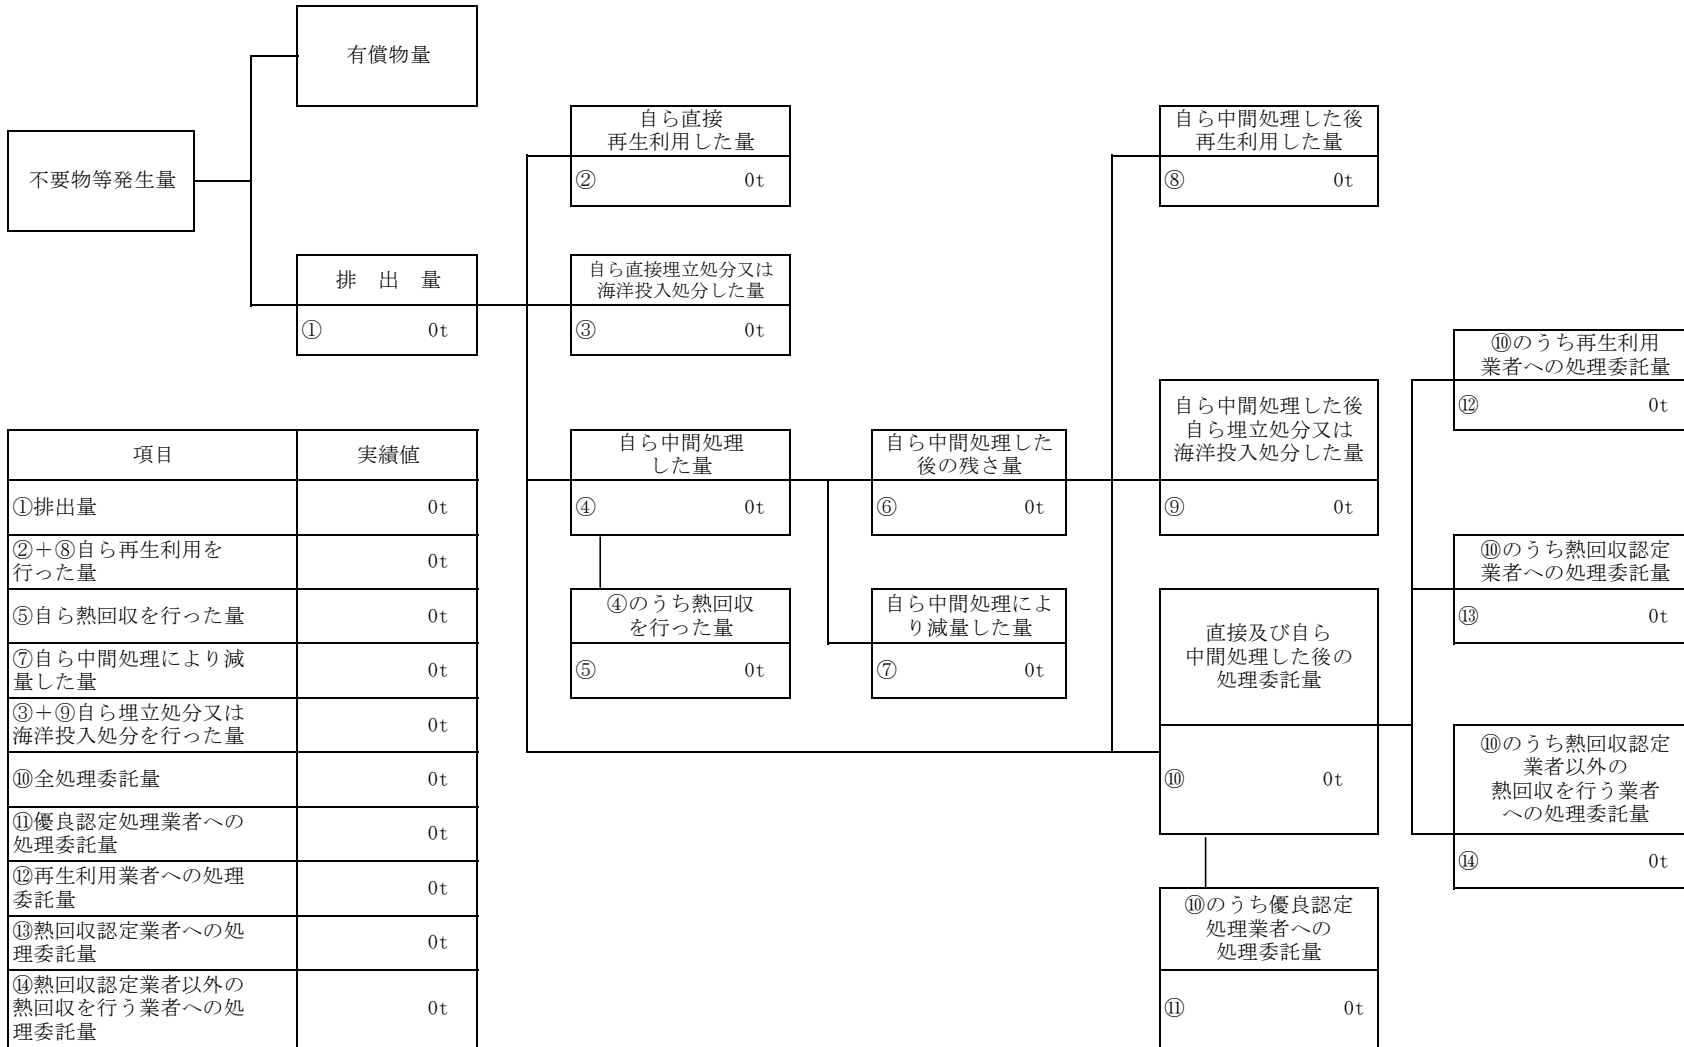 有償物量
不要物等発生量
排 出 量
① 0t
自ら直接
再生利用した量
② 0t
自ら直接埋立処分又は
海洋投入処分した量
③ 0t
自ら中間処理
した量
④ 0t
④のうち熱回収
を行った量
⑤ 0t
自ら中間処理した
後の残さ量
⑥ 0t
自ら中間処理によ
り減量した量
⑦ 0t
自ら中間処理した後
再生利用した量
⑧ 0t
自ら中間処理した後
自ら埋立処分又は
海洋投入処分した量
⑨ 0t
直接及び自ら
中間処理した後の
処理委託量
⑩ 0t
⑩のうち優良認定
処理業者への
処理委託量
⑪ 0t
⑩のうち再生利用
業者への処理委託量
⑫ 0t
⑩のうち熱回収認定
業者への処理委託量
⑬ 0t
⑩のうち熱回収認定
業者以外の
熱回収を行う業者
への処理委託量
⑭ 0t
項目 実績値
①排出量 0t
②＋⑧自ら再生利用を
行った量 0t
⑤自ら熱回収を行った量 0t
⑦自ら中間処理により減
量した量 0t
③＋⑨自ら埋立処分又は
海洋投入処分を行った量 0t
⑩全処理委託量 0t
⑪優良認定処理業者への
処理委託量 0t
⑫再生利用業者への処理
委託量 0t
⑬熱回収認定業者への処
理委託量 0t
⑭熱回収認定業者以外の
熱回収を行う業者への処
理委託量 0t